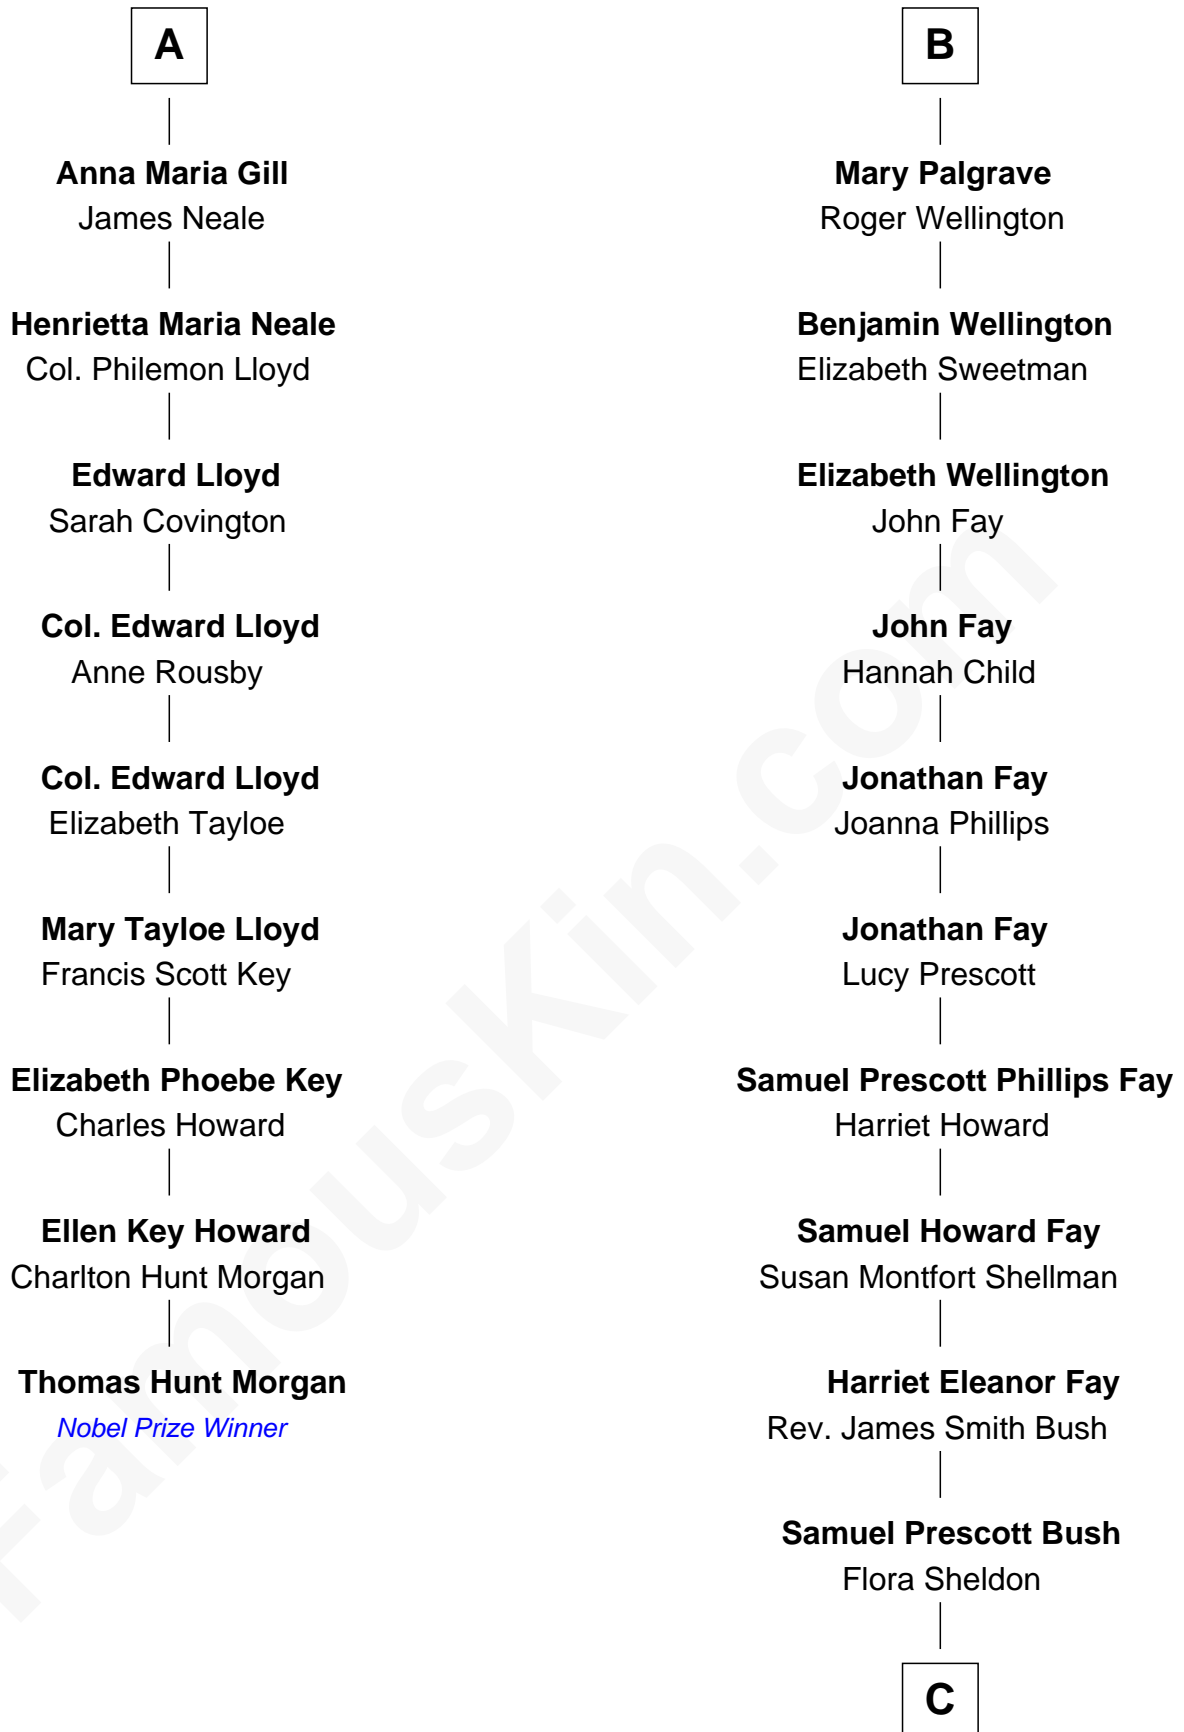 A
Anna Maria Gill
James Neale
Henrietta Maria Neale
Col. Philemon Lloyd
Edward Lloyd
Sarah Covington
Col. Edward Lloyd
Anne Rousby
Col. Edward Lloyd
Elizabeth Tayloe
Mary Tayloe Lloyd
Francis Scott Key
Elizabeth Phoebe Key
Charles Howard
Ellen Key Howard
Charlton Hunt Morgan
Thomas Hunt Morgan
Nobel Prize Winner
B
Mary Palgrave
Roger Wellington
Benjamin Wellington
Elizabeth Sweetman
Elizabeth Wellington
John Fay
John Fay
Hannah Child
Jonathan Fay
Joanna Phillips
Jonathan Fay
Lucy Prescott
Samuel Prescott Phillips Fay
Harriet Howard
Samuel Howard Fay
Susan Montfort Shellman
Harriet Eleanor Fay
Rev. James Smith Bush
Samuel Prescott Bush
Flora Sheldon
C
FamousKin.com